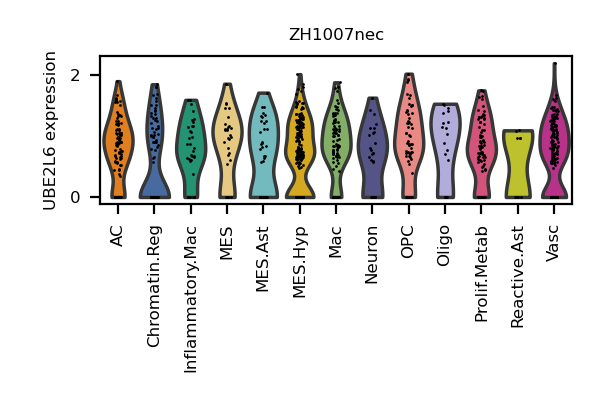 ZH1007nec
UBE2L6 expression
2
0
AC
Chromatin.Reg
Inflammatory.Mac
MES
MES.Ast
MES.Hyp
Mac
Neuron
OPC
Oligo
Prolif.Metab
Reactive.Ast
Vasc